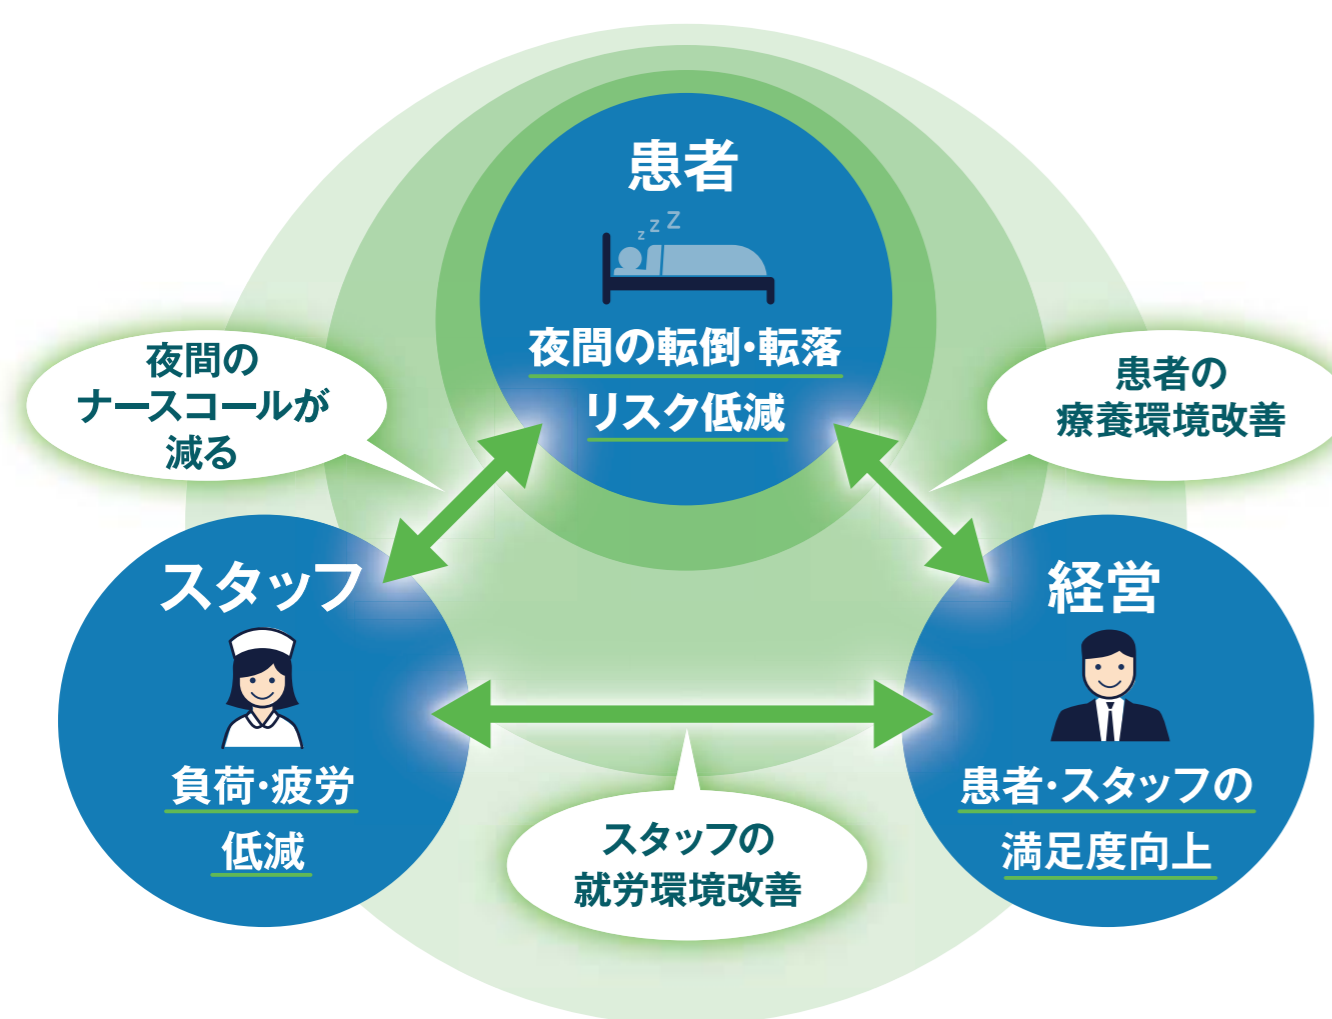 患者
z z Z
夜間の転倒・転落
リスク低減
夜間の
ナースコールが
減る
患者の
療養環境改善
スタッフ
負荷・疲労
低減
経営
患者・スタッフの
満足度向上
スタッフの
就労環境改善